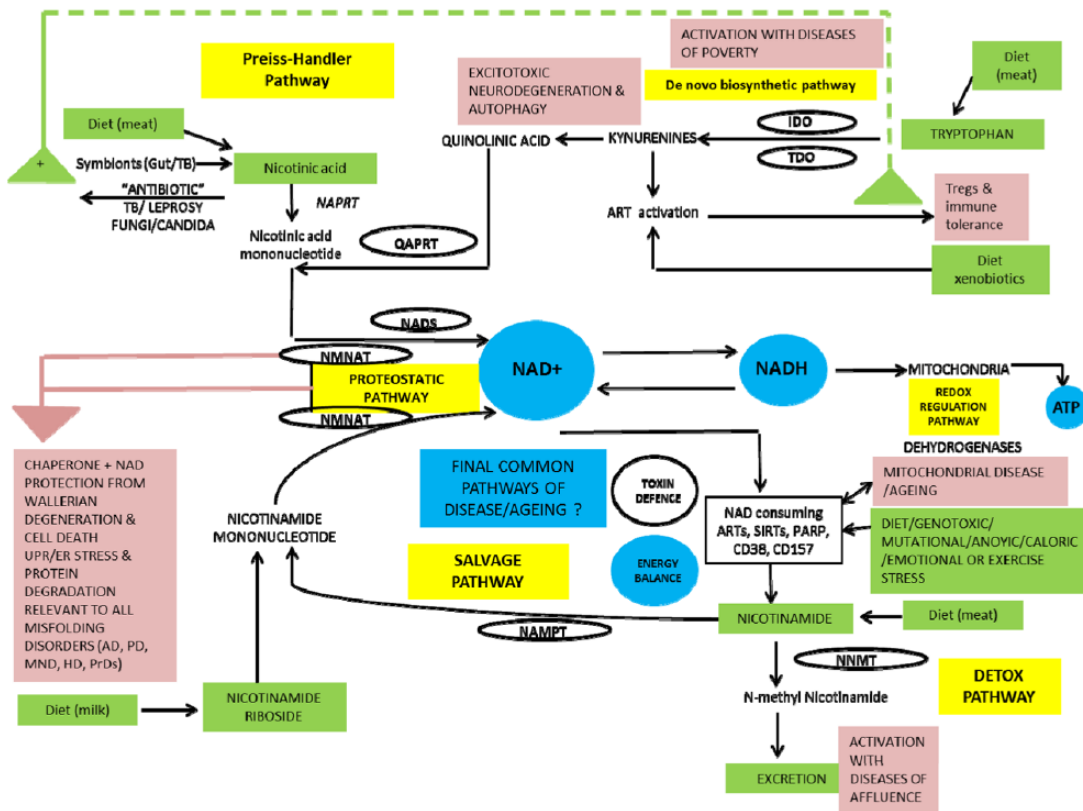 ACTIVATION WITH DISEASES
OF POVERTY
Preiss-Handler
Pathway
EXCITOTOXIC
NEURODEGENERATION &
AUTOPHAGY
De novo biosynthetic pathway
Diet
(meat)
Diet (meat)
IDO
TRYPTOPHAN
QUINOLINIC ACID
KYNURENINES
TDO
+
Symbionts (Gut/TB)
Nicotinic acid
"ANTIBIOTIC"
TB/ LEPROSY
FUNGI/CANDIDA
NAPRT
Tregs &
immune
tolerance
ART activation
Nicotinic acid
mononucleotide
QAPRT
Diet
xenobiotics
NADS
NMNAT
NAD+
NADH
MITOCHONDRIA
PROTEOSTATIC
PATHWAY
NMNAT
REDOX
REGULATION
PATHWAY
ATP
DEHYDROGENASES
CHAPERONE + NAD
PROTECTION FROM
WALLERIAN
DEGENERATION &
CELL DEATH
UPR/ER STRESS &
PROTEIN
DEGRADATION
RELEVANT TO ALL
MISFOLDING
DISORDERS (AD, PD,
MND, HD, PrDs)
FINAL COMMON
PATHWAYS OF
DISEASE/AGEING ?
TOXIN
DEFENCE
MITOCHONDRIAL DISEASE
/AGEING
NAD consuming
ARTs, SIRTs, PARP,
CD38, CD157
DIET/GENOTOXIC/
MUTATIONAL/ANOYIC/CALORIC
/EMOTIONAL OR EXERCISE
STRESS
NICOTINAMIDE
MONONUCLEOTIDE
SALVAGE
PATHWAY
ENERGY
BALANCE
NAMPT
NICOTINAMIDE
Diet (meat)
NNMT
DETOX
PATHWAY
N-methyl Nicotinamide
Diet (milk)
NICOTINAMIDE
RIBOSIDE
EXCRETION
ACTIVATION
WITH
DISEASES OF
AFFLUENCE